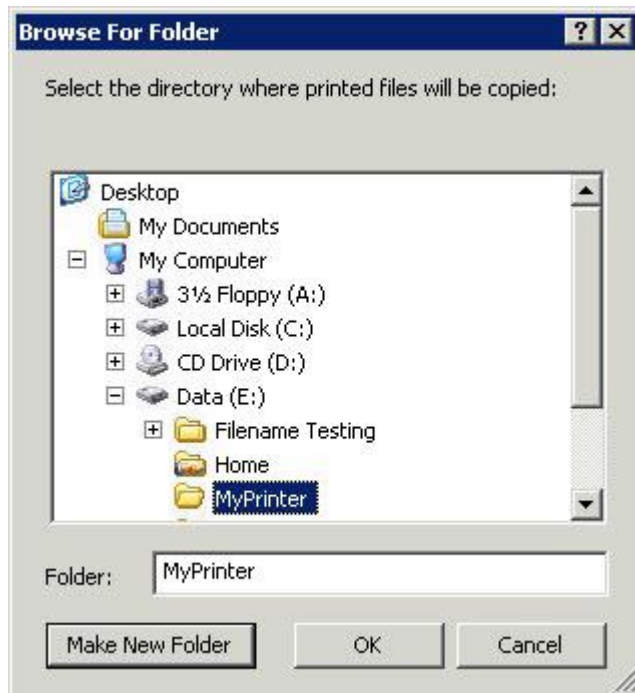 Browse For Folder
Select the directory where printed files will be copied:
Desktop
My Documents
My Computer
3½ Floppy (A:)
Local Disk (C:)
CD Drive (D:)
Data (E:)
Filename Testing
Home
MyPrinter
Folder: MyPrinter
Make New Folder OK Cancel